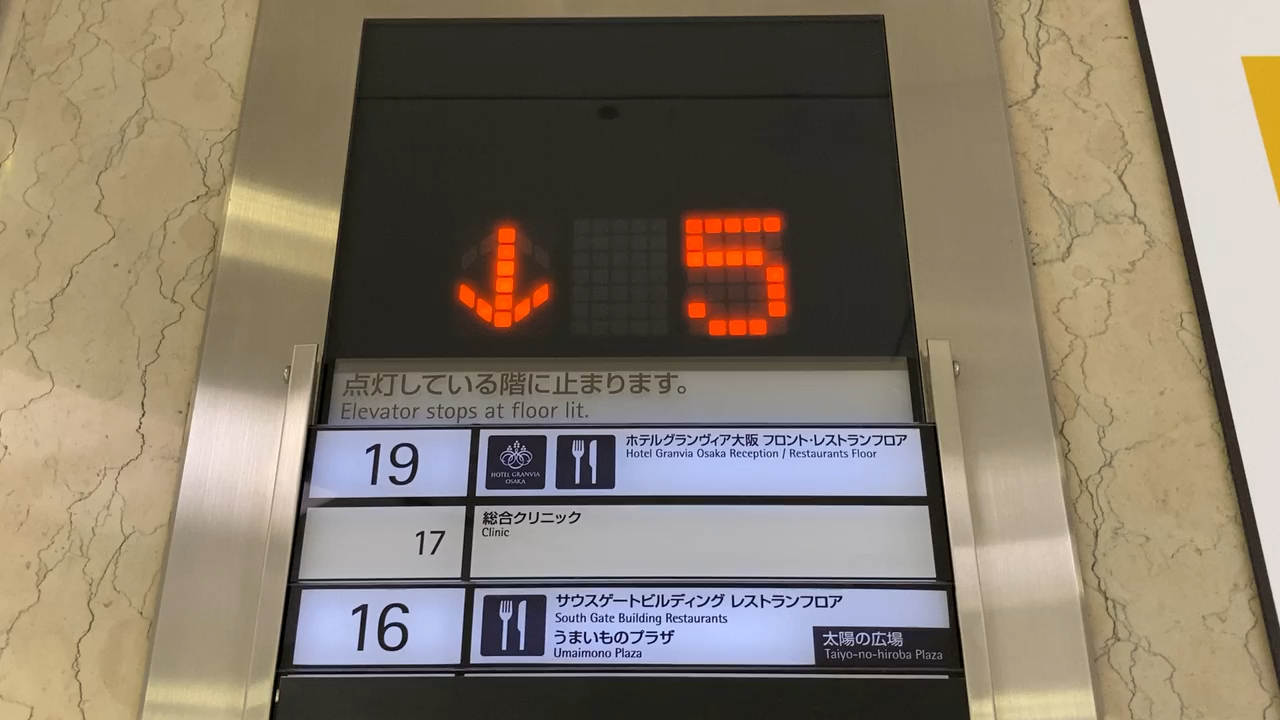 ↓ 5
点灯している階に止まります。
Elevator stops at floor lit.
19
HOTEL GRANVIA
OSAKA
ホテルグランヴィア大阪 フロント・レストランフロア
Hotel Granvia Osaka Reception / Restaurants Floor
17
総合クリニック
Clinic
16
サウスゲートビルディング レストランフロア
South Gate Building Restaurants
うまいものプラザ
Umaimono Plaza
太陽の広場
Taiyo-no-hiroba Plaza